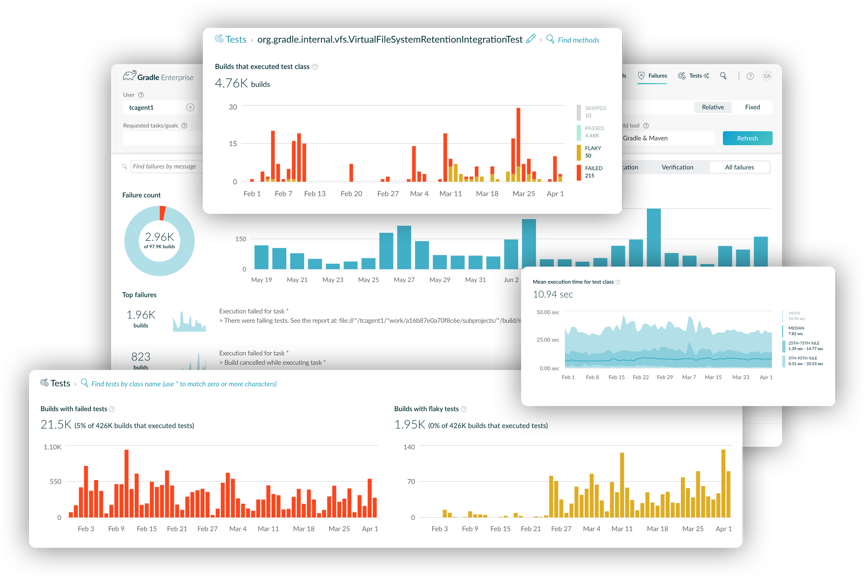 Tests › org.gradle.internal.vfs.VirtualFileSystemRetentionIntegrationTest › Find methods
Builds that executed test class ?
4.76K builds
30
15
0
Feb 1 Feb 7 Feb 13 Feb 20 Feb 27 Mar 4 Mar 11 Mar 18 Mar 25 Apr 1
SKIPPED
10
PASSED
4.48K
FLAKY
50
FAILED
215
Gradle Enterprise
Failures Tests ? CA
User ?
tcagent1
Relative Fixed
Requested tasks/goals ?
ld tool ?
Gradle & Maven
Refresh
Find failures by message
cation Verification All failures
Failure count
2.96K
of 97.9K builds
150
0
May 19 May 21 May 23 May 25 May 27 May 29 May 31 Jun 2
Top failures
1.96K
builds
Execution failed for task *
> There were failing tests. See the report at: file:///*/tcagent1/*work/a16b87e0a70f8c6e/subprojects/*/build/r
823
builds
Execution failed for task *
> Build cancelled while executing task *
Mean execution time for test class ?
10.94 sec
50.00 sec
25.00 sec
0.00 sec
Feb 1 Feb 8 Feb 15 Feb 22 Feb 29 Mar 7 Mar 15 Mar 23 Apr 1
MEAN
10.94 sec
MEDIAN
7.82 sec
25TH-75TH %ILE
1.29 sec - 14.77 sec
5TH-95TH %ILE
Tests › Find tests by class name (use * to match zero or more characters)
Builds with failed tests ?
21.5K (5% of 426K builds that executed tests)
1.10K
550
0
Feb 3 Feb 9 Feb 15 Feb 21 Feb 27 Mar 4 Mar 11 Mar 18 Mar 25 Apr 1
Builds with flaky tests ?
1.95K (0% of 426K builds that executed tests)
140
70
0
Feb 3 Feb 9 Feb 15 Feb 21 Feb 27 Mar 4 Mar 11 Mar 18 Mar 25 Apr 1